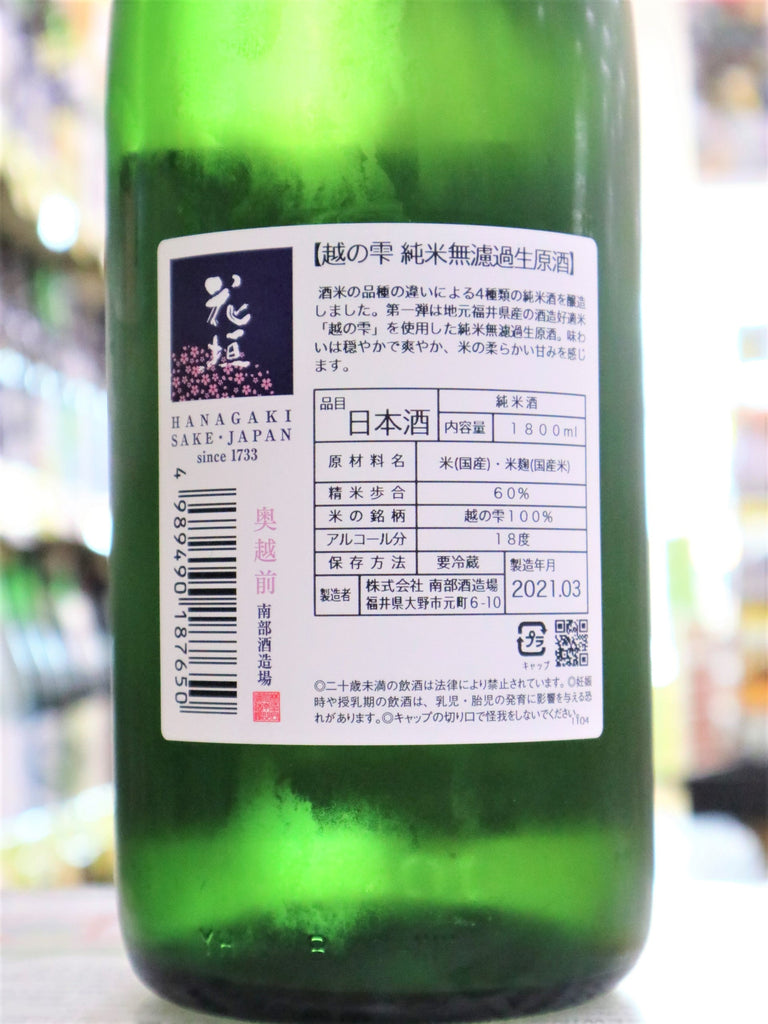 花垣
HANAGAKI
SAKE・JAPAN
since 1733
4 989490 187650
奥越前
南部酒造場
【越の雫 純米無濾過生原酒】
酒米の品種の違いによる4種類の純米酒を醸造
しました。第一弾は地元福井県産の酒造好適米
「越の雫」を使用した純米無濾過生原酒。味わ
いは穏やかで爽やか、米の柔らかい甘みを感じ
ます。
品目 日本酒 純米酒
内容量 1800ml
原材料名 米(国産)・米麹(国産米)
精米歩合 60%
米の銘柄 越の雫100%
アルコール分 18度
保存方法 要冷蔵 製造年月 2021.03
製造者 株式会社 南部酒造場
福井県大野市元町6-10
プラ
キャップ
◎二十歳未満の飲酒は法律により禁止されています。◎妊娠
時や授乳期の飲酒は、乳児・胎児の発育に影響を与える恐
れがあります。◎キャップの切り口で怪我をしないでください。